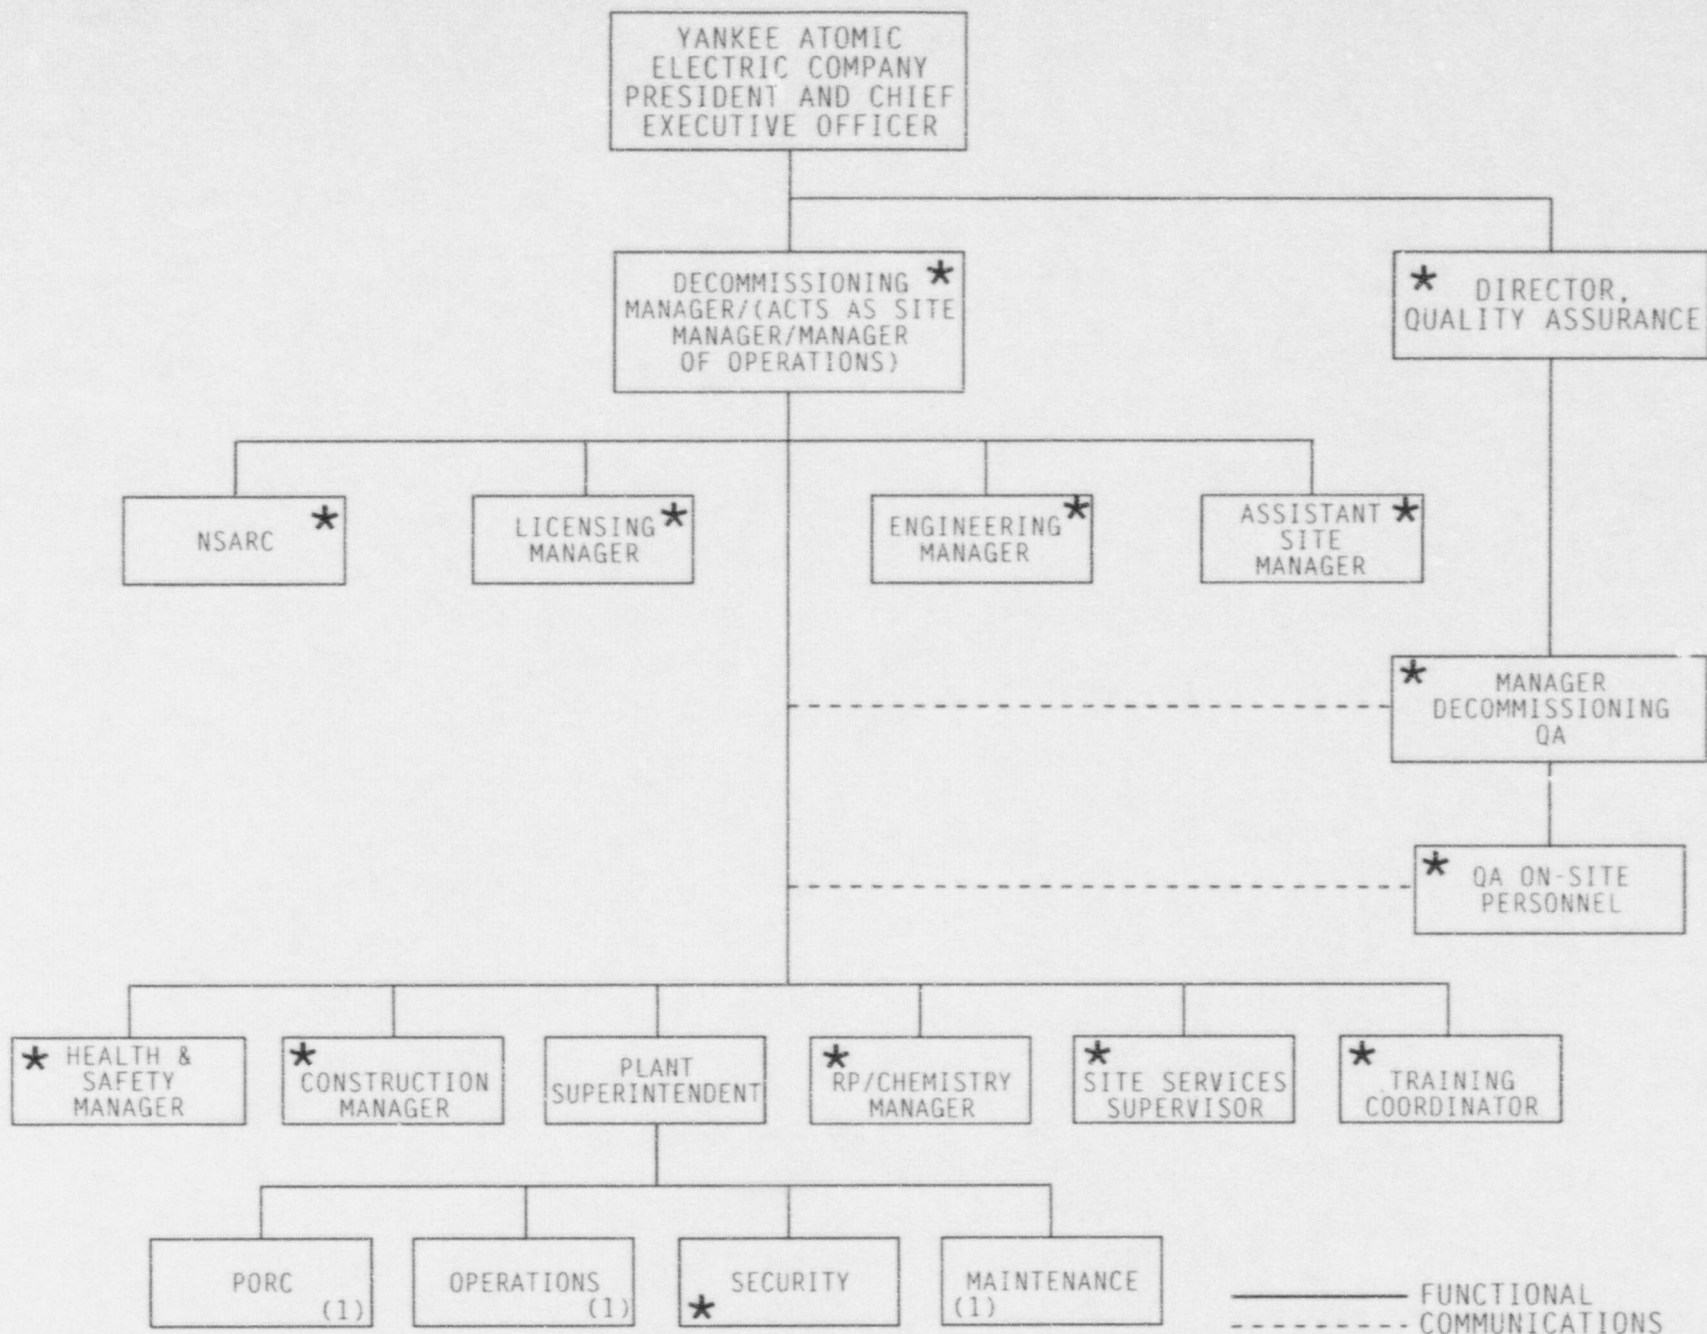 YANKEE ATOMIC
ELECTRIC COMPANY
PRESIDENT AND CHIEF
EXECUTIVE OFFICER
DECOMMISSIONING
MANAGER/(ACTS AS SITE
MANAGER/MANAGER
OF OPERATIONS)
DIRECTOR,
QUALITY ASSURANCE
NSARC
LICENSING
MANAGER
ENGINEERING
MANAGER
ASSISTANT
SITE
MANAGER
MANAGER
DECOMMISSIONING
QA
QA ON-SITE
PERSONNEL
HEALTH &
SAFETY
MANAGER
CONSTRUCTION
MANAGER
PLANT
SUPERINTENDENT
RP/CHEMISTRY
MANAGER
SITE SERVICES
SUPERVISOR
TRAINING
COORDINATOR
PORC
(1)
OPERATIONS
(1)
SECURITY
MAINTENANCE
(1)
FUNCTIONAL
COMMUNICATIONS